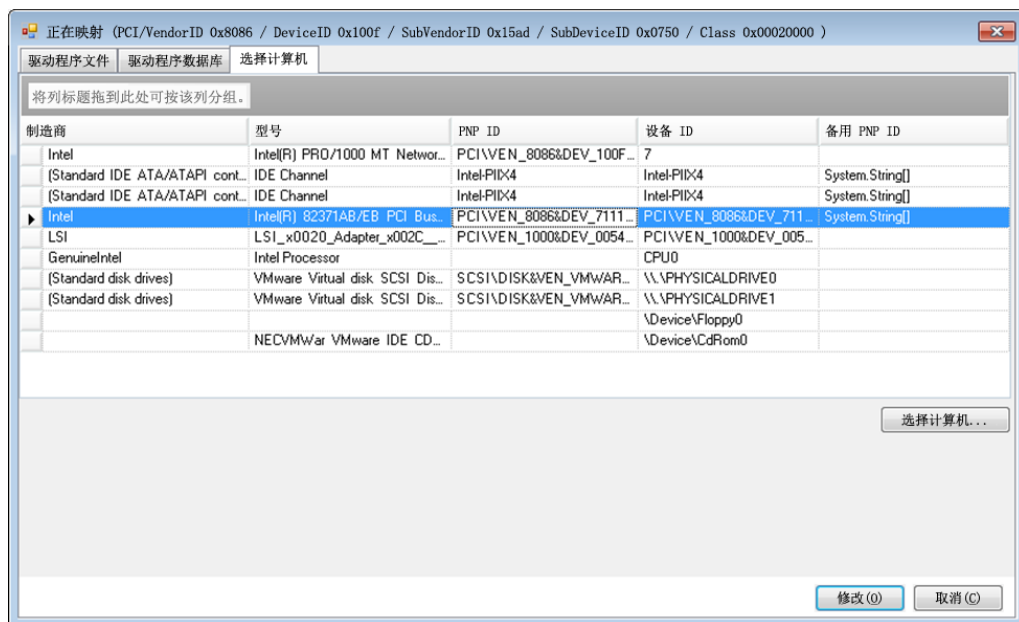 正在映射 (PCI/VendorID 0x8086 / DeviceID 0x100f / SubVendorID 0x15ad / SubDeviceID 0x0750 / Class 0x00020000 )
驱动程序文件 驱动程序数据库 选择计算机
将列标题拖到此处可按该列分组。
制造商 型号 PNP ID 设备 ID 备用 PNP ID
Intel Intel(R) PRO/1000 MT Networ... PCI\VEN_8086&DEV_100F... 7
(Standard IDE ATA/ATAPI cont... IDE Channel Intel-PIIX4 Intel-PIIX4 System.String[]
(Standard IDE ATA/ATAPI cont... IDE Channel Intel-PIIX4 Intel-PIIX4 System.String[]
Intel Intel(R) 82371AB/EB PCI Bus... PCI\VEN_8086&DEV_7111... PCI\VEN_8086&DEV_711... System.String[]
LSI LSI_x0020_Adapter_x002C__... PCI\VEN_1000&DEV_0054... PCI\VEN_1000&DEV_005...
GenuineIntel Intel Processor CPU0
(Standard disk drives) VMware Virtual disk SCSI Dis... SCSI\DISK&VEN_VMWAR... \\.\PHYSICALDRIVE0
(Standard disk drives) VMware Virtual disk SCSI Dis... SCSI\DISK&VEN_VMWAR... \\.\PHYSICALDRIVE1
\Device\Floppy0
NECVMWar VMware IDE CD... \Device\CdRom0
选择计算机...
修改(O) 取消(C)